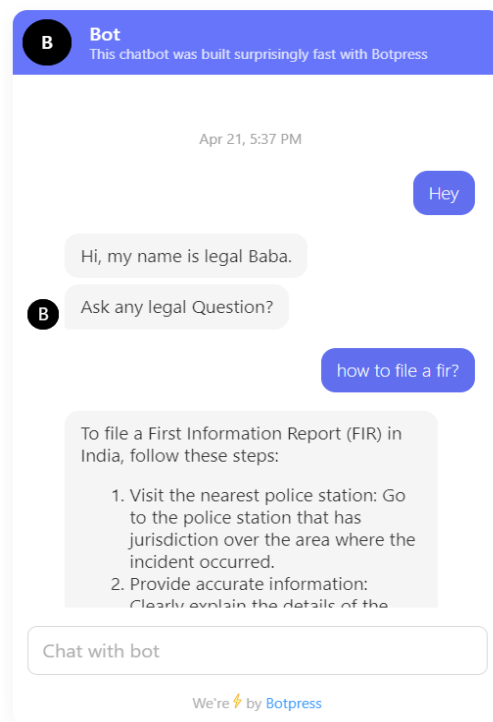 B
Bot
This chatbot was built surprisingly fast with Botpress
Apr 21, 5:37 PM
Hey
Hi, my name is legal Baba.
B
Ask any legal Question?
how to file a fir?
To file a First Information Report (FIR) in
India, follow these steps:
1. Visit the nearest police station: Go
to the police station that has
jurisdiction over the area where the
incident occurred.
2. Provide accurate information:
Clearly explain the details of the
Chat with bot
We're⚡by Botpress